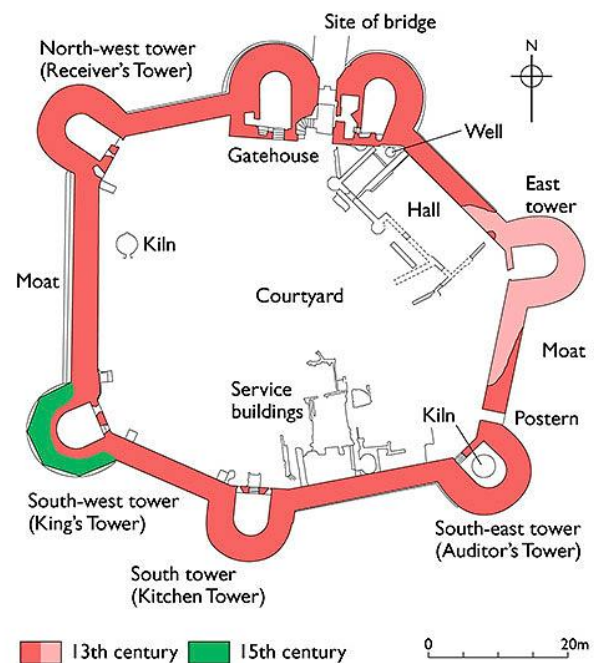 Site of bridge
North-west tower
(Receiver's Tower)
N
Gatehouse
Well
East
tower
Hall
Kiln
Moat
Courtyard
Moat
Service
buildings
Kiln
Postern
South-west tower
(King's Tower)
South-east tower
(Auditor's Tower)
South tower
(Kitchen Tower)
13th century
15th century
0
20m